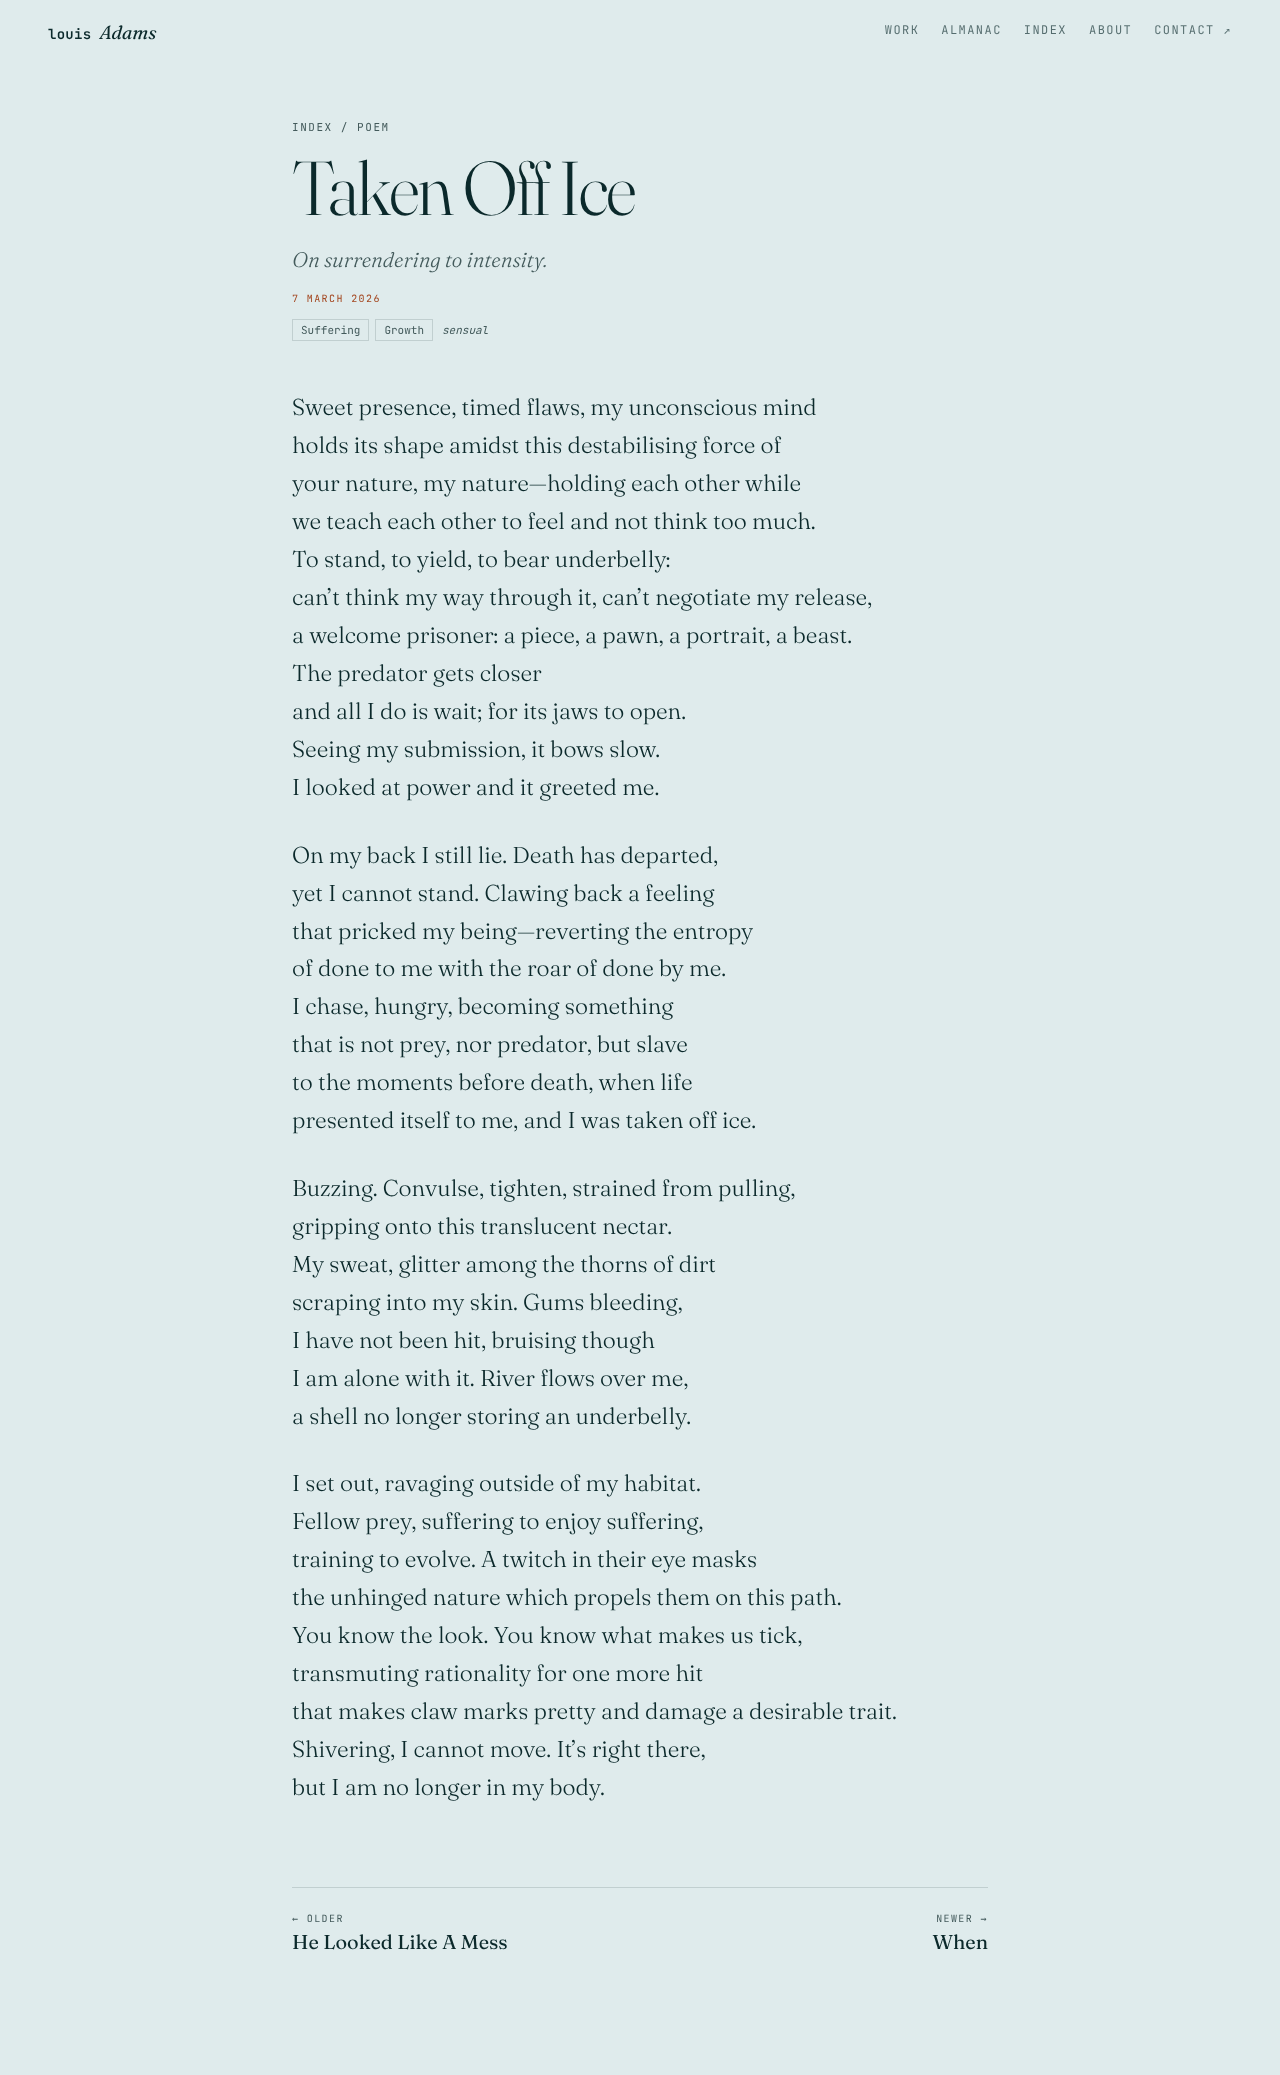 louis Adams
WORK ALMANAC INDEX ABOUT CONTACT ↗
INDEX / POEM
Taken Off Ice
On surrendering to intensity.
7 MARCH 2026
Suffering Growth sensual
Sweet presence, timed flaws, my unconscious mind
holds its shape amidst this destabilising force of
your nature, my nature—holding each other while
we teach each other to feel and not think too much.
To stand, to yield, to bear underbelly:
can’t think my way through it, can’t negotiate my release,
a welcome prisoner: a piece, a pawn, a portrait, a beast.
The predator gets closer
and all I do is wait; for its jaws to open.
Seeing my submission, it bows slow.
I looked at power and it greeted me.
On my back I still lie. Death has departed,
yet I cannot stand. Clawing back a feeling
that pricked my being—reverting the entropy
of done to me with the roar of done by me.
I chase, hungry, becoming something
that is not prey, nor predator, but slave
to the moments before death, when life
presented itself to me, and I was taken off ice.
Buzzing. Convulse, tighten, strained from pulling,
gripping onto this translucent nectar.
My sweat, glitter among the thorns of dirt
scraping into my skin. Gums bleeding,
I have not been hit, bruising though
I am alone with it. River flows over me,
a shell no longer storing an underbelly.
I set out, ravaging outside of my habitat.
Fellow prey, suffering to enjoy suffering,
training to evolve. A twitch in their eye masks
the unhinged nature which propels them on this path.
You know the look. You know what makes us tick,
transmuting rationality for one more hit
that makes claw marks pretty and damage a desirable trait.
Shivering, I cannot move. It’s right there,
but I am no longer in my body.
← OLDER
He Looked Like A Mess
NEWER →
When